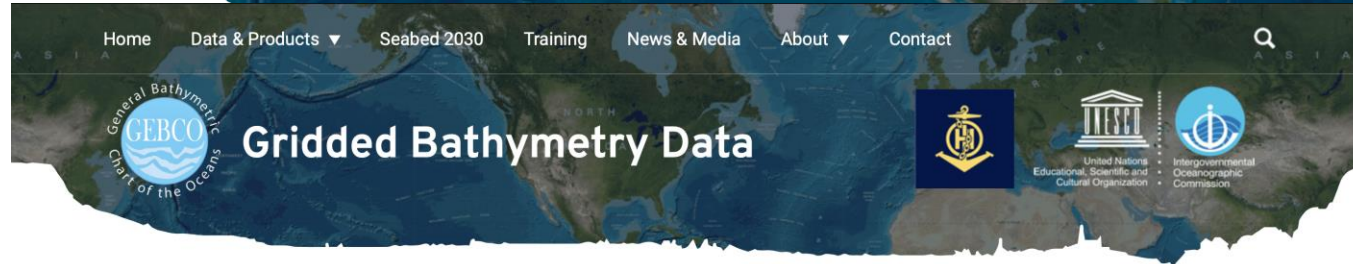 Home Data & Products ▼ Seabed 2030 Training News & Media About ▼ Contact
A S I A
NORTH
General Bathymetric
GEBCO
Chart of the Oceans
Gridded Bathymetry Data
UNESCO
United Nations
Educational, Scientific and
Cultural Organization
Intergovernmental
Oceanographic
Commission